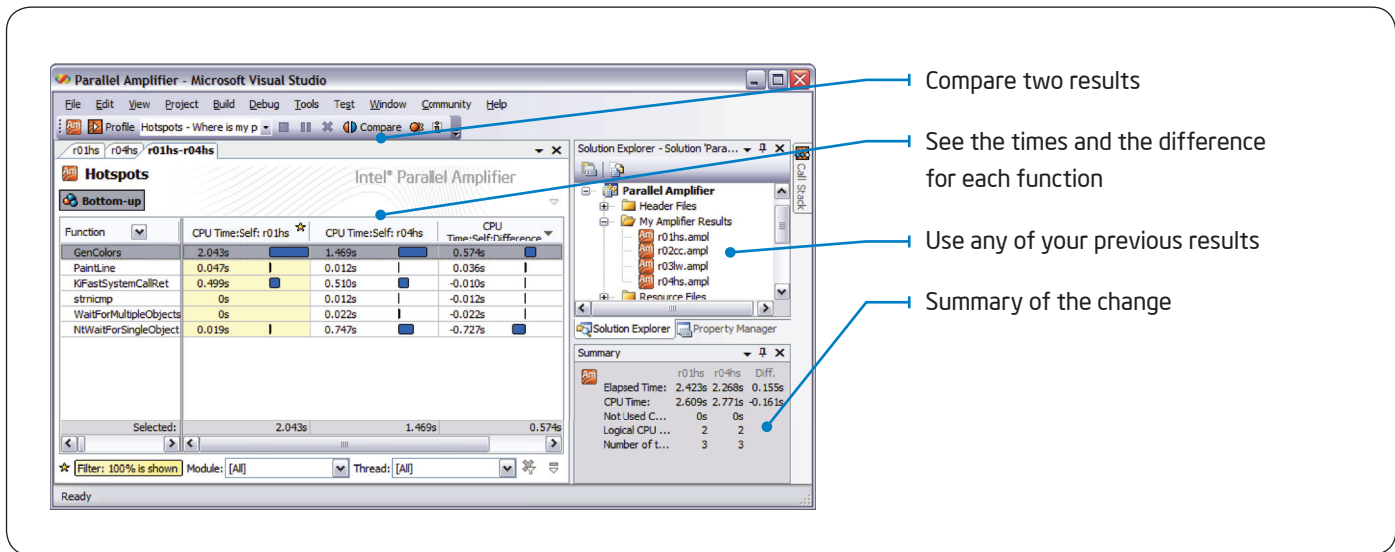 Parallel Amplifier - Microsoft Visual Studio
File Edit View Project Build Debug Tools Test Window Community Help
Profile Hotspots - Where is my p Compare
r01hs r04hs r01hs-r04hs
Hotspots
Intel® Parallel Amplifier
Bottom-up
Function CPU Time:Self: r01hs CPU Time:Self: r04hs CPU Time:Self:Difference
GenColors 2.043s 1.469s 0.574s
PaintLine 0.047s 0.012s 0.036s
KiFastSystemCallRet 0.499s 0.510s -0.010s
strnicmp 0s 0.012s -0.012s
WaitForMultipleObjects 0s 0.022s -0.022s
NtWaitForSingleObject 0.019s 0.747s -0.727s
Selected: 2.043s 1.469s 0.574s
Filter: 100% is shown Module: [All] Thread: [All]
Ready
Solution Explorer - Solution 'Para...
Parallel Amplifier
Header Files
My Amplifier Results
r01hs.ampl
r02cc.ampl
r03lw.ampl
r04hs.ampl
Resource Files
Solution Explorer Property Manager
Call Stack
Summary
r01hs r04hs Diff.
Elapsed Time: 2.423s 2.268s 0.155s
CPU Time: 2.609s 2.771s -0.161s
Not Used C... 0s 0s
Logical CPU ... 2 2
Number of t... 3 3
Compare two results
See the times and the difference
for each function
Use any of your previous results
Summary of the change